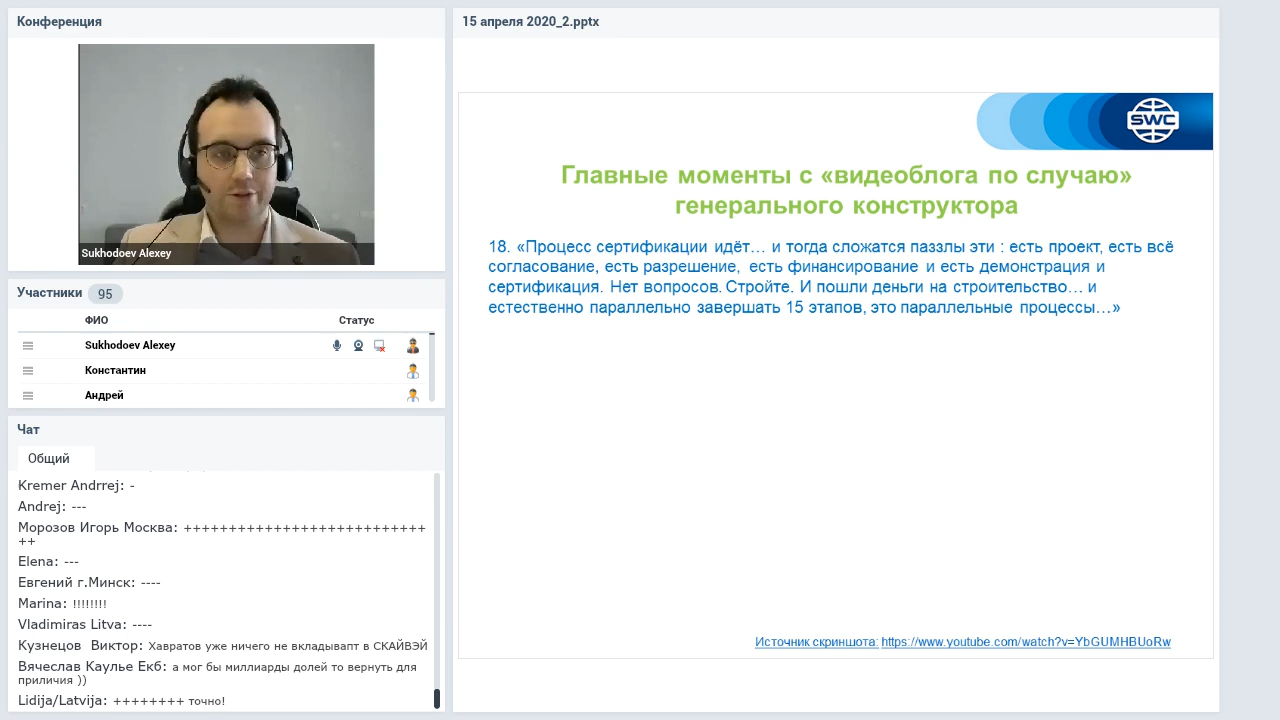 Конференция
Sukhodoev Alexey
Участники 95
ФИО Статус
Sukhodoev Alexey
Константин
Андрей
Чат
Общий
Kremer Andrrej: -
Andrej: ---
Морозов Игорь Москва: +++++++++++++++++++++++++++
++
Elena: ---
Евгений г.Минск: ----
Marina: !!!!!!!!
Vladimiras Litva: ----
Кузнецов Виктор: Хавратов уже ничего не вкладывапт в СКАЙВЭЙ
Вячеслав Каулье Екб: а мог бы миллиарды долей то вернуть для
приличия ))
Lidija/Latvija: ++++++++ точно!
15 апреля 2020_2.pptx
SWC
Главные моменты с «видеоблога по случаю»
генерального конструктора
18. «Процесс сертификации идёт... и тогда сложатся паззлы эти : есть проект, есть всё
согласование, есть разрешение, есть финансирование и есть демонстрация и
сертификация. Нет вопросов. Стройте. И пошли деньги на строительство... и
естественно параллельно завершать 15 этапов, это параллельные процессы...»
Источник скриншота: https://www.youtube.com/watch?v=YbGUMHBUoRw